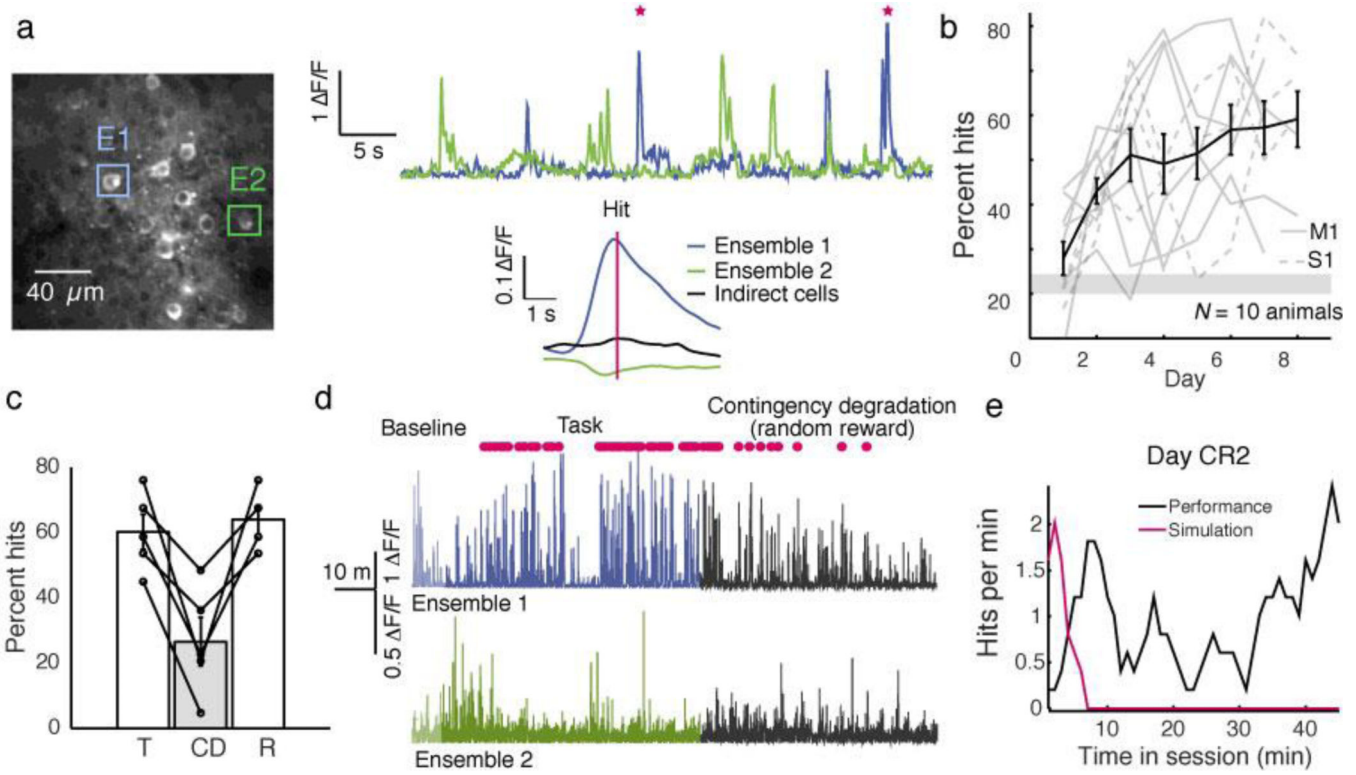 a
E1
E2
40 µm
1 ΔF/F
5 s
Hit
0.1 ΔF/F
1 s
Ensemble 1
Ensemble 2
Indirect cells
b
Percent hits
80
60
40
20
M1
S1
N = 10 animals
0 2 4 6 8
Day
c
Percent hits
80
60
40
20
0
T CD R
d
Baseline
Task
Contingency degradation
(random reward)
10 m
1 ΔF/F
0.5 ΔF/F
Ensemble 1
Ensemble 2
e
Day CR2
Performance
Simulation
Hits per min
2
1.5
1
0.5
0
10 20 30 40
Time in session (min)